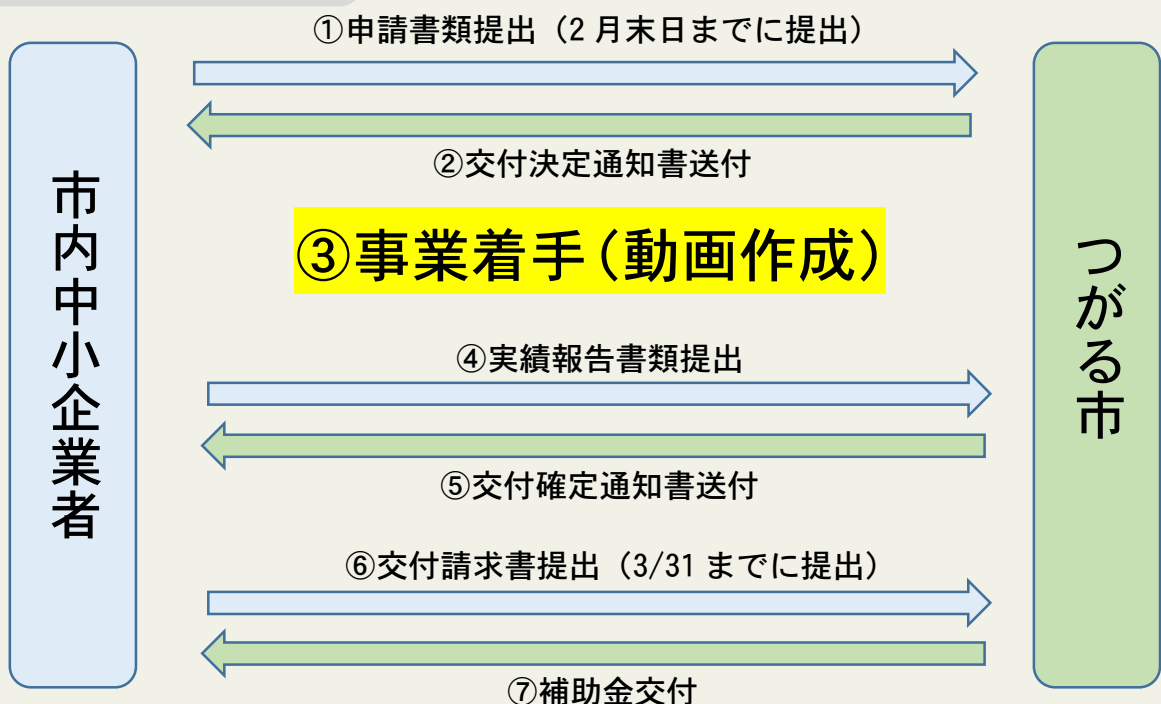 ①申請書類提出（2月末日までに提出）
②交付決定通知書送付
市内中小企業者
③事業着手（動画作成）
つがる市
④実績報告書類提出
⑤交付確定通知書送付
⑥交付請求書提出（3/31までに提出）
⑦補助金交付